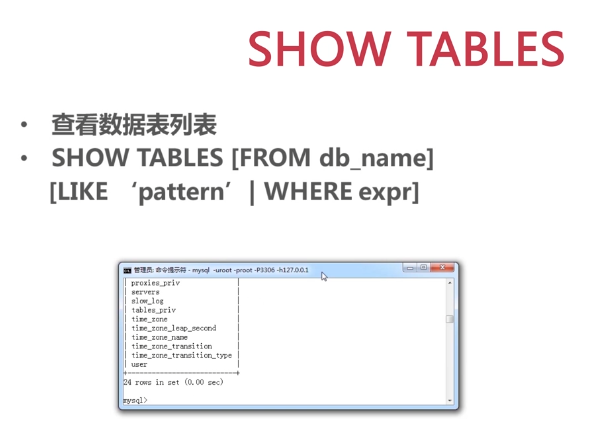 SHOW TABLES
• 查看数据表列表
• SHOW TABLES [FROM db_name]
[LIKE ‘pattern’ | WHERE expr]
管理员: 命令提示符 - mysql -uroot -proot -P3306 -h127.0.0.1
| proxies_priv |
| servers |
| slow_log |
| tables_priv |
| time_zone |
| time_zone_leap_second |
| time_zone_name |
| time_zone_transition |
| time_zone_transition_type |
| user |
+---------------------------+
24 rows in set (0.00 sec)
mysql>